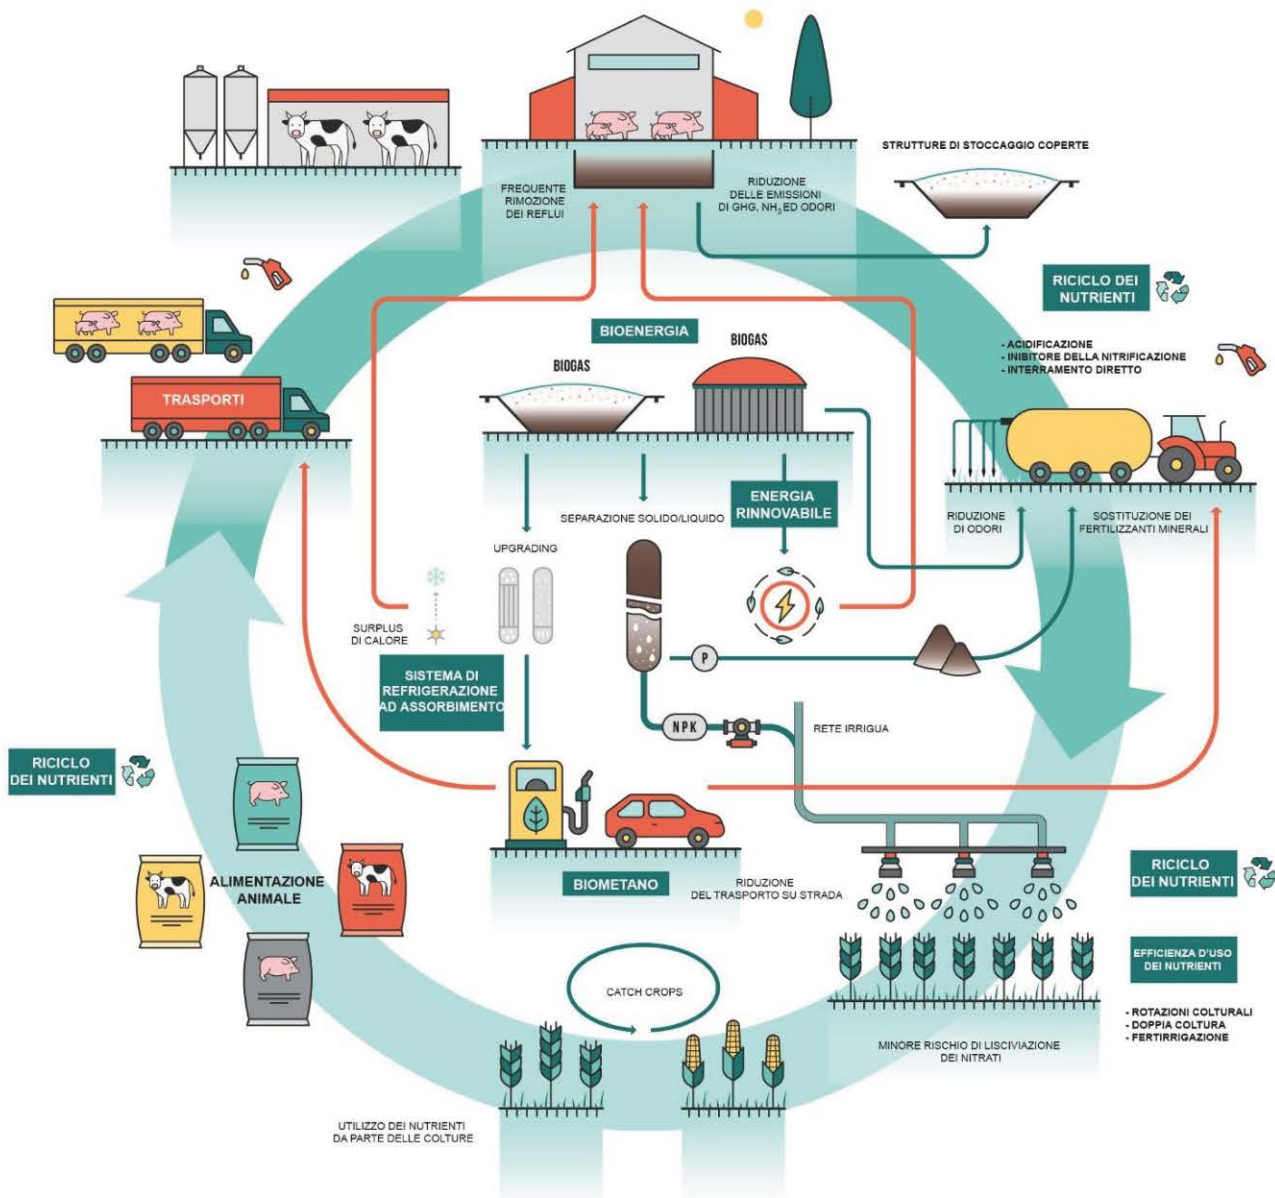 STRUTTURE DI STOCCAGGIO COPERTE
FREQUENTE
RIMOZIONE
DEI REFLUI
RIDUZIONE
DELLE EMISSIONI
DI GHG, NH₃ ED ODORI
RICICLO DEI
NUTRIENTI
- ACIDIFICAZIONE
- INIBITORE DELLA NITRIFICAZIONE
- INTERRAMENTO DIRETTO
BIOENERGIA
BIOGAS
BIOGAS
TRASPORTI
ENERGIA
RINNOVABILE
SEPARAZIONE SOLIDO/LIQUIDO
UPGRADING
RIDUZIONE
DI ODORI
SOSTITUZIONE DEI
FERTILIZZANTI MINERALI
SURPLUS
DI CALORE
SISTEMA DI
REFRIGERAZIONE
AD ASSORBIMENTO
P
NPK
RETE IRRIGUA
RICICLO
DEI NUTRIENTI
ALIMENTAZIONE
ANIMALE
BIOMETANO
RIDUZIONE
DEL TRASPORTO SU STRADA
RICICLO
DEI NUTRIENTI
EFFICIENZA D'USO
DEI NUTRIENTI
- ROTAZIONI COLTURALI
- DOPPIA COLTURA
- FERTIRRIGAZIONE
CATCH CROPS
MINORE RISCHIO DI LISCIVIAZIONE
DEI NITRATI
UTILIZZO DEI NUTRIENTI
DA PARTE DELLE COLTURE